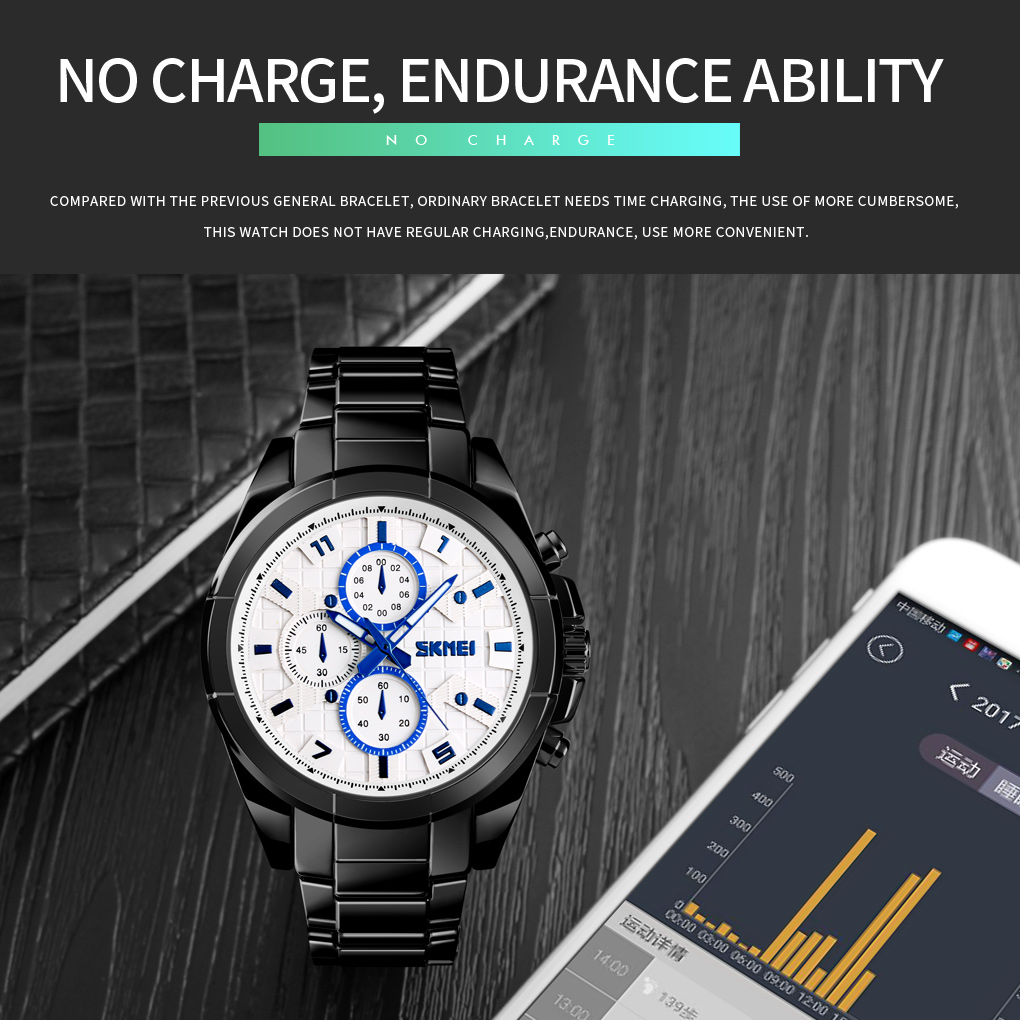 NO CHARGE, ENDURANCE ABILITY
NO CHARGE
COMPARED WITH THE PREVIOUS GENERAL BRACELET, ORDINARY BRACELET NEEDS TIME CHARGING, THE USE OF MORE CUMBERSOME,
THIS WATCH DOES NOT HAVE REGULAR CHARGING,ENDURANCE, USE MORE CONVENIENT.
11 1
00
08 02
06 04
04 06
02 08
00
60
45 15
30
SKMEI
60
50 10
40 20
30
7 5
中国移动
2017
运动
500
400
300
200
100
0
00:00 03:00 06:00 09:00 12:00
运动详情
14:00
139步
13:00